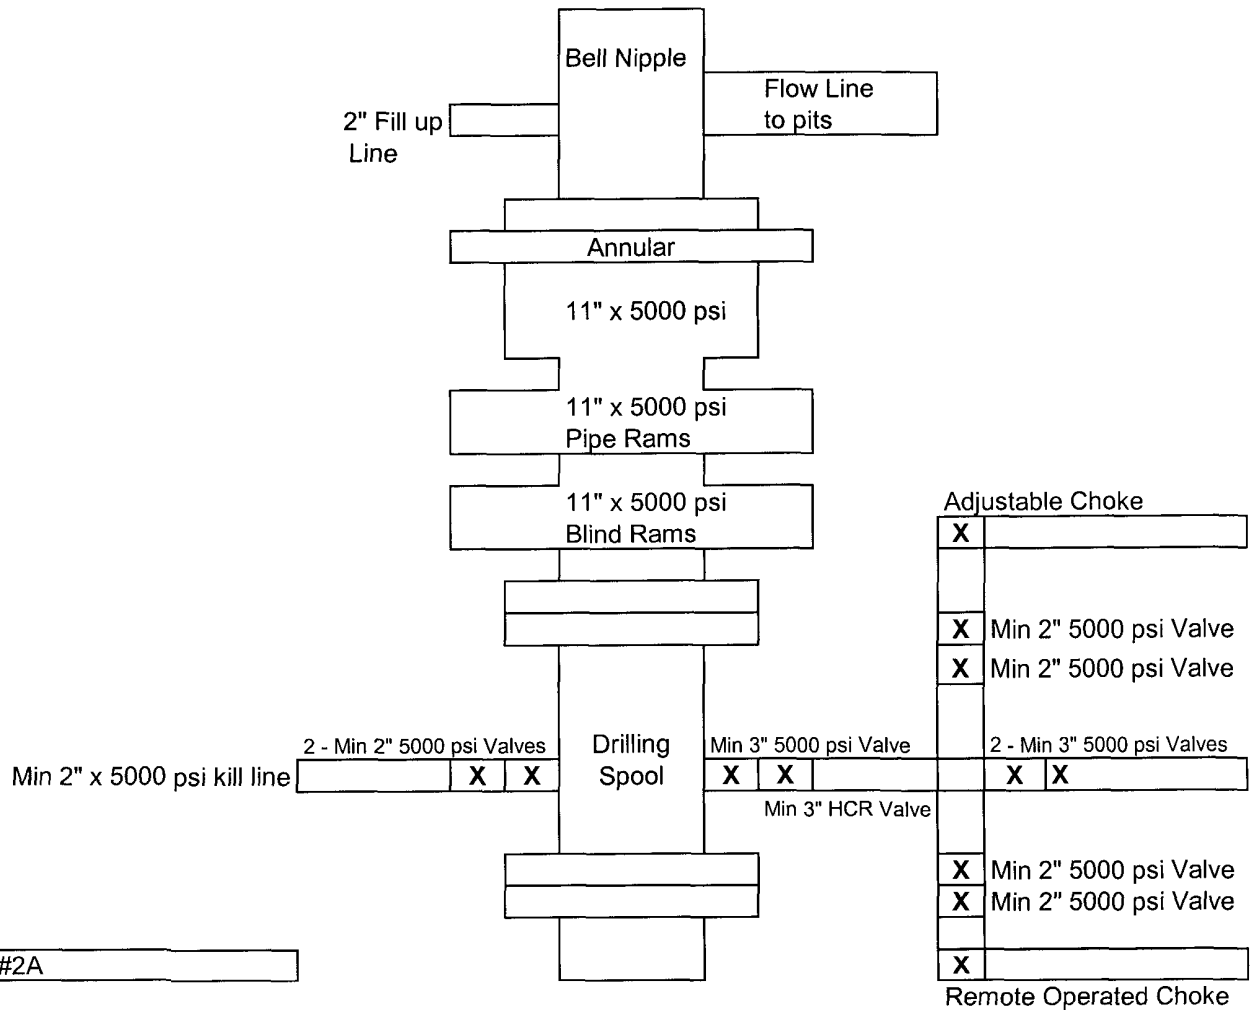 Bell Nipple
Flow Line
to pits
2" Fill up
Line
Annular
11" x 5000 psi
11" x 5000 psi
Pipe Rams
11" x 5000 psi
Blind Rams
Adjustable Choke
X
X Min 2" 5000 psi Valve
X Min 2" 5000 psi Valve
2 - Min 2" 5000 psi Valves
Drilling
Spool
Min 3" 5000 psi Valve
2 - Min 3" 5000 psi Valves
Min 2" x 5000 psi kill line
X X
X X
X X
Min 3" HCR Valve
X Min 2" 5000 psi Valve
X Min 2" 5000 psi Valve
#2A
X
Remote Operated Choke